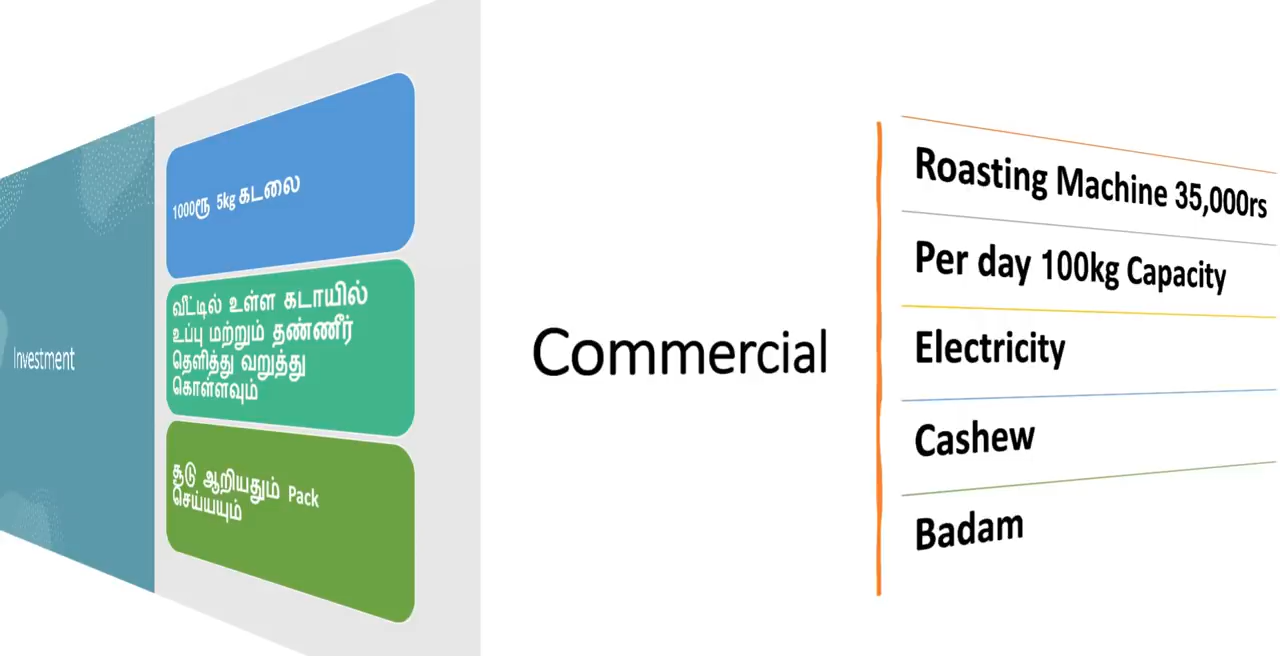 Investment
1000ரூ 5kg கடலை
வீட்டில் உள்ள கடாயில்
உப்பு மற்றும் தண்ணீர்
தெளித்து வறுத்து
கொள்ளவும்
சூடு ஆறியதும் Pack
செய்யயும்
Commercial
Roasting Machine 35,000rs
Per day 100kg Capacity
Electricity
Cashew
Badam